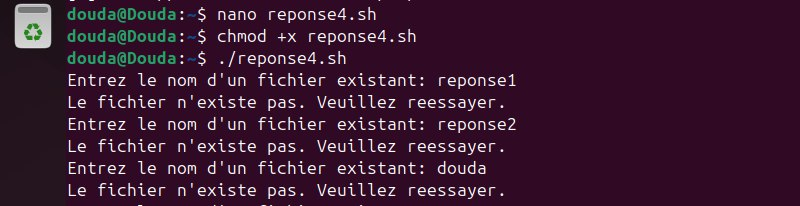 douda@Douda:~$ nano reponse4.sh
douda@Douda:~$ chmod +x reponse4.sh
douda@Douda:~$ ./reponse4.sh
Entrez le nom d'un fichier existant: reponse1
Le fichier n'existe pas. Veuillez reessayer.
Entrez le nom d'un fichier existant: reponse2
Le fichier n'existe pas. Veuillez reessayer.
Entrez le nom d'un fichier existant: douda
Le fichier n'existe pas. Veuillez reessayer.